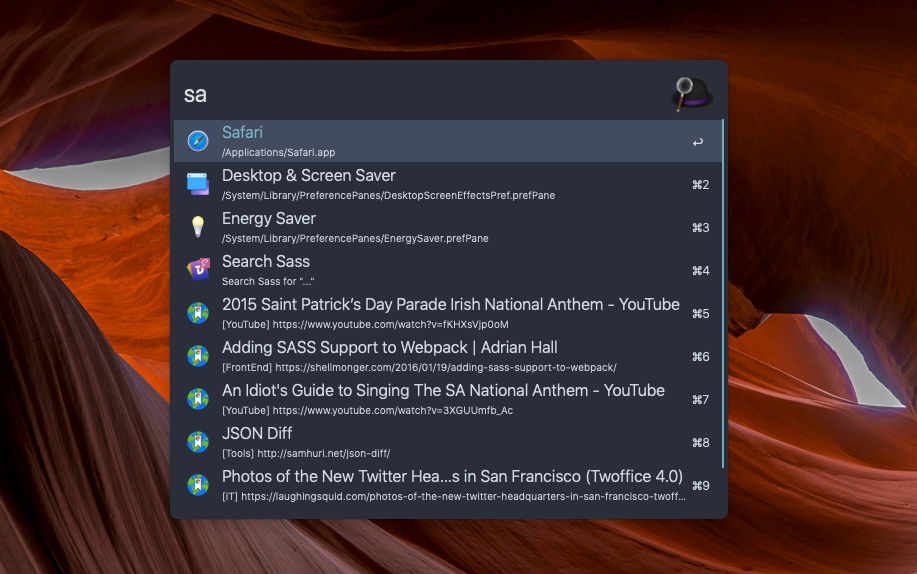 sa
Safari
/Applications/Safari.app
↩
Desktop & Screen Saver
/System/Library/PreferencePanes/DesktopScreenEffectsPref.prefPane
⌘2
Energy Saver
/System/Library/PreferencePanes/EnergySaver.prefPane
⌘3
Search Sass
Search Sass for "..."
⌘4
2015 Saint Patrick’s Day Parade Irish National Anthem - YouTube
[YouTube] https://www.youtube.com/watch?v=fKHXsVjp0oM
⌘5
Adding SASS Support to Webpack | Adrian Hall
[FrontEnd] https://shellmonger.com/2016/01/19/adding-sass-support-to-webpack/
⌘6
An Idiot's Guide to Singing The SA National Anthem - YouTube
[YouTube] https://www.youtube.com/watch?v=3XGUUmfb_Ac
⌘7
JSON Diff
[Tools] http://samhuri.net/json-diff/
⌘8
Photos of the New Twitter Hea...s in San Francisco (Twoffice 4.0)
[IT] https://laughingsquid.com/photos-of-the-new-twitter-headquarters-in-san-francisco-twoff...
⌘9